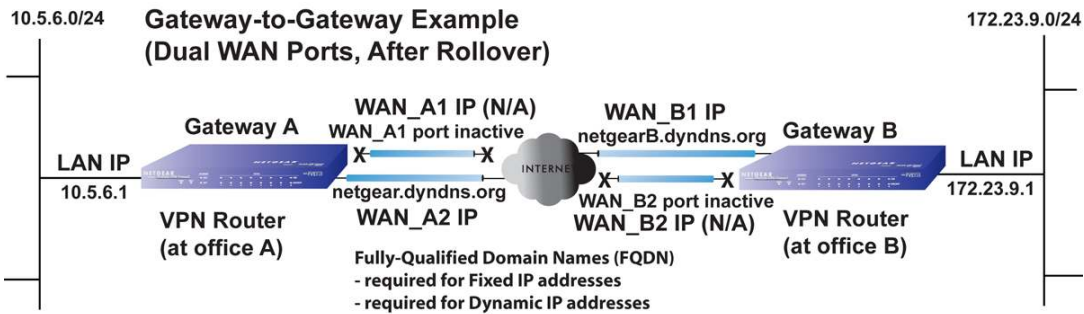 10.5.6.0/24
Gateway-to-Gateway Example
(Dual WAN Ports, After Rollover)
172.23.9.0/24
WAN_A1 IP (N/A)
WAN_A1 port inactive
WAN_B1 IP
netgearB.dyndns.org
Gateway A
Gateway B
X X
INTERNET
LAN IP
10.5.6.1
NETGEAR
NETGEAR
LAN IP
172.23.9.1
netgear.dyndns.org
WAN_A2 IP
X X
WAN_B2 port inactive
WAN_B2 IP (N/A)
VPN Router
(at office A)
VPN Router
(at office B)
Fully-Qualified Domain Names (FQDN)
- required for Fixed IP addresses
- required for Dynamic IP addresses